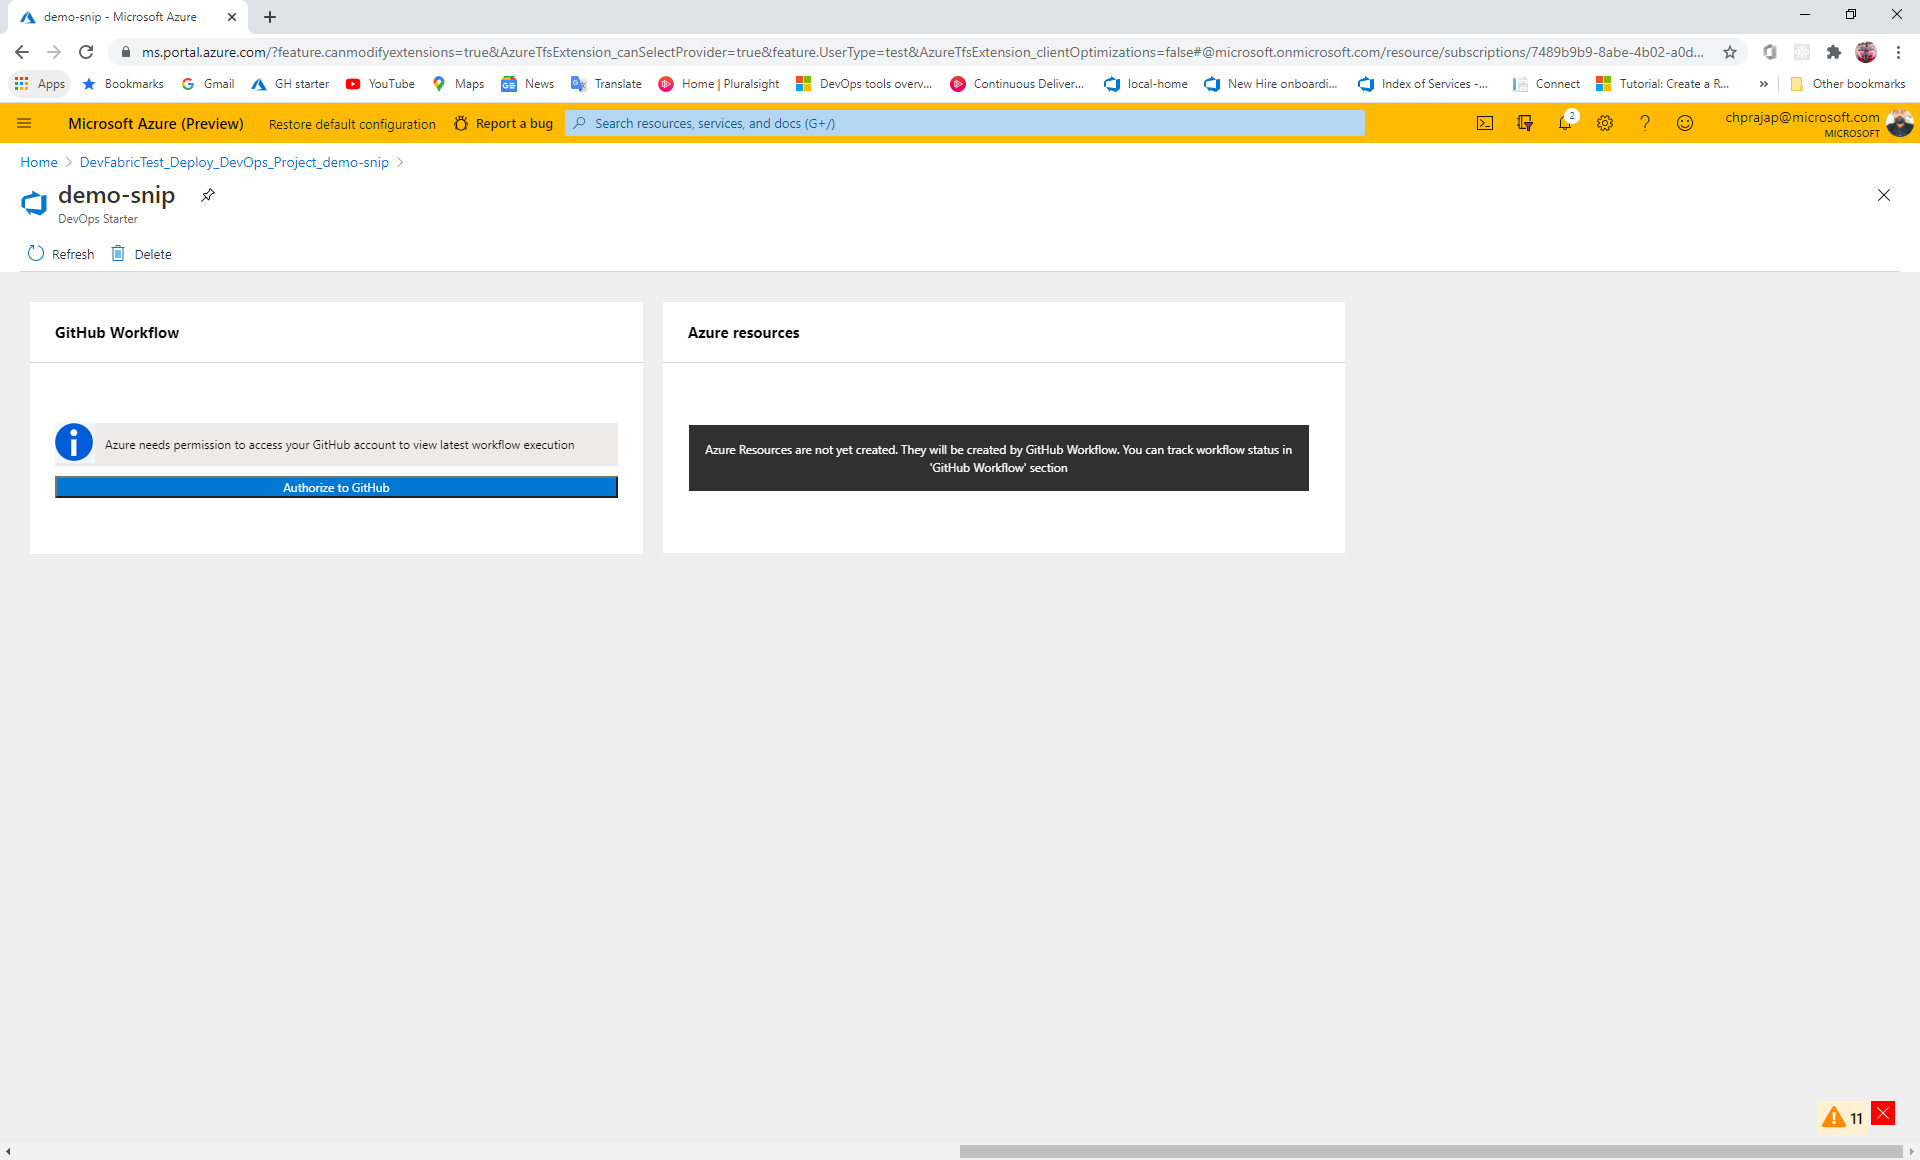 demo-snip - Microsoft Azure
ms.portal.azure.com/?feature.canmodifyextensions=true&AzureTfsExtension_canSelectProvider=true&feature.UserType=test&AzureTfsExtension_clientOptimizations=false#@microsoft.onmicrosoft.com/resource/subscriptions/7489b9b9-8abe-4b02-a0d...
Apps Bookmarks Gmail GH starter YouTube Maps News Translate Home | Pluralsight DevOps tools overv... Continuous Deliver... local-home New Hire onboardi... Index of Services -... Connect Tutorial: Create a R... » Other bookmarks
Microsoft Azure (Preview) Restore default configuration Report a bug Search resources, services, and docs (G+/) 2 chprajap@microsoft.com
MICROSOFT
Home > DevFabricTest_Deploy_DevOps_Project_demo-snip >
demo-snip
DevOps Starter
Refresh Delete
GitHub Workflow
Azure needs permission to access your GitHub account to view latest workflow execution
Authorize to GitHub
Azure resources
Azure Resources are not yet created. They will be created by GitHub Workflow. You can track workflow status in
'GitHub Workflow' section
11